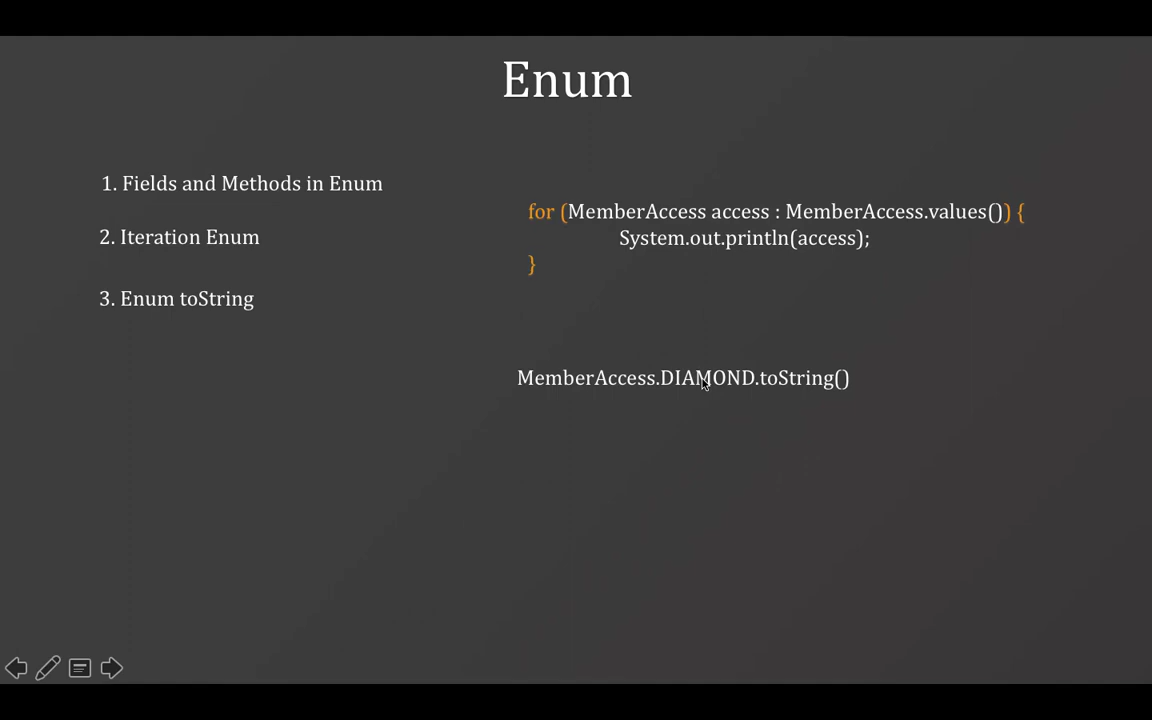 Enum
1. Fields and Methods in Enum
2. Iteration Enum
3. Enum toString
for (MemberAccess access : MemberAccess.values()) {
System.out.println(access);
}
MemberAccess.DIAMOND.toString()